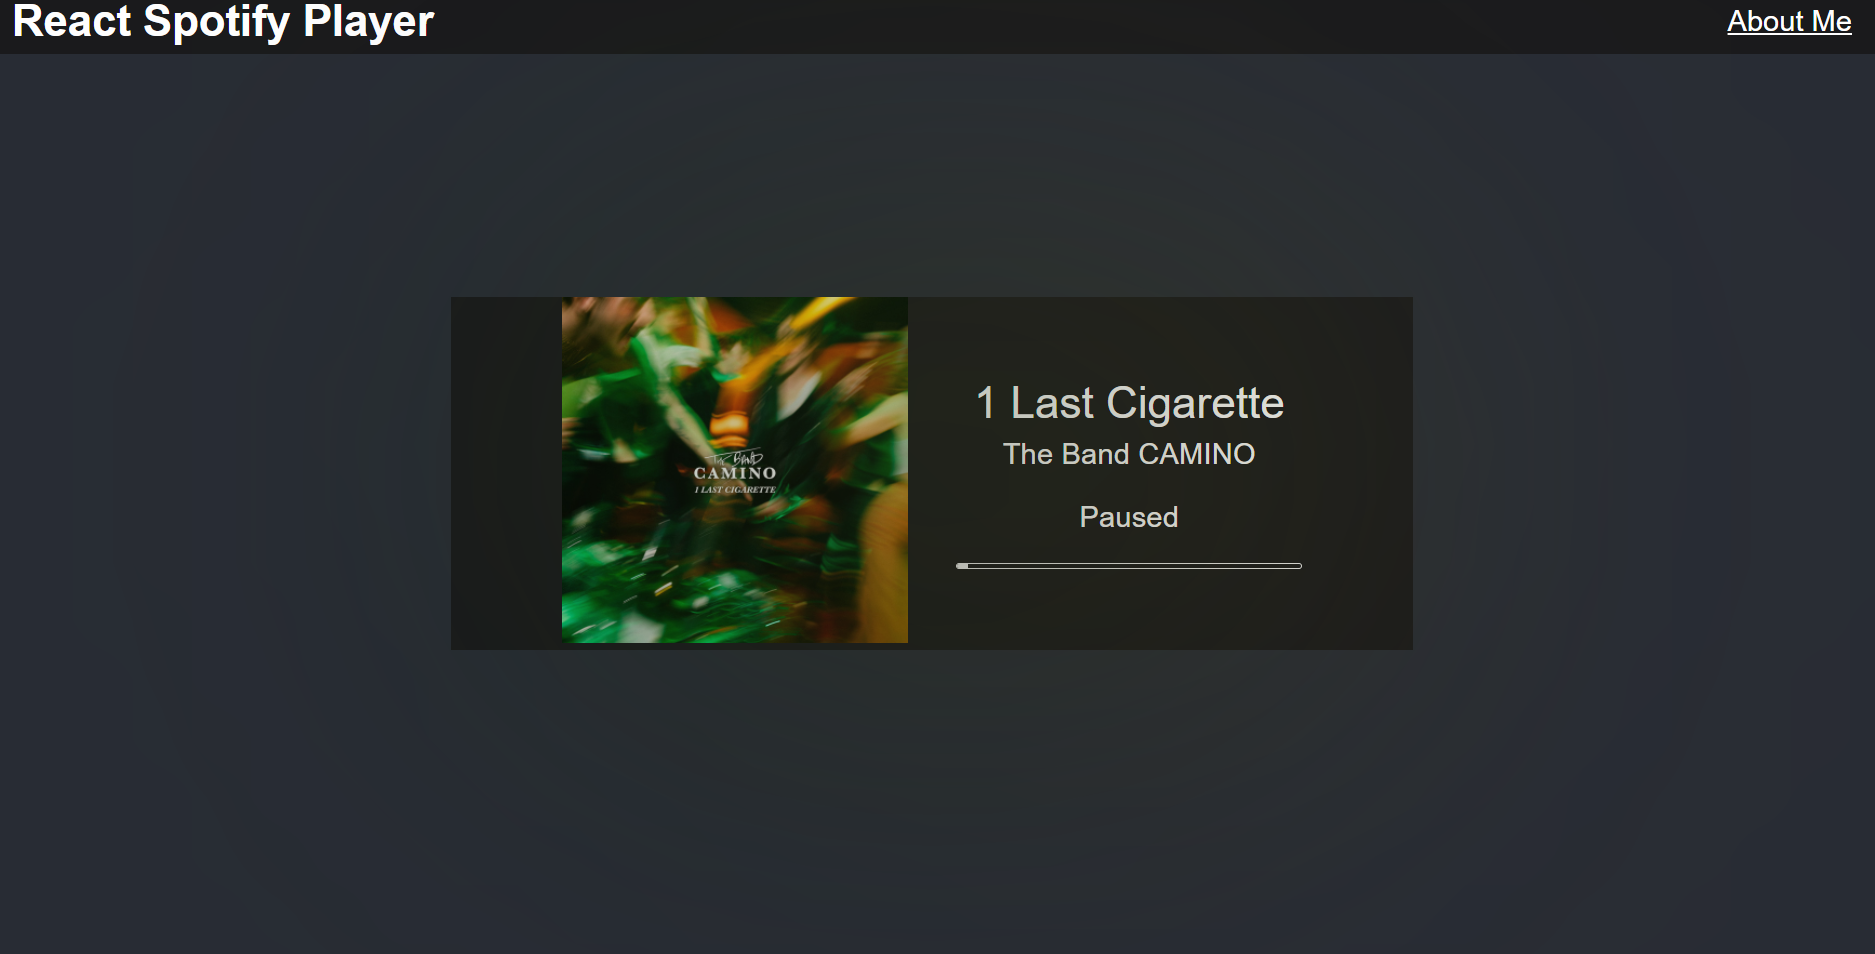 React Spotify Player
About Me
The Band
CAMINO
1 LAST CIGARETTE
1 Last Cigarette
The Band CAMINO
Paused